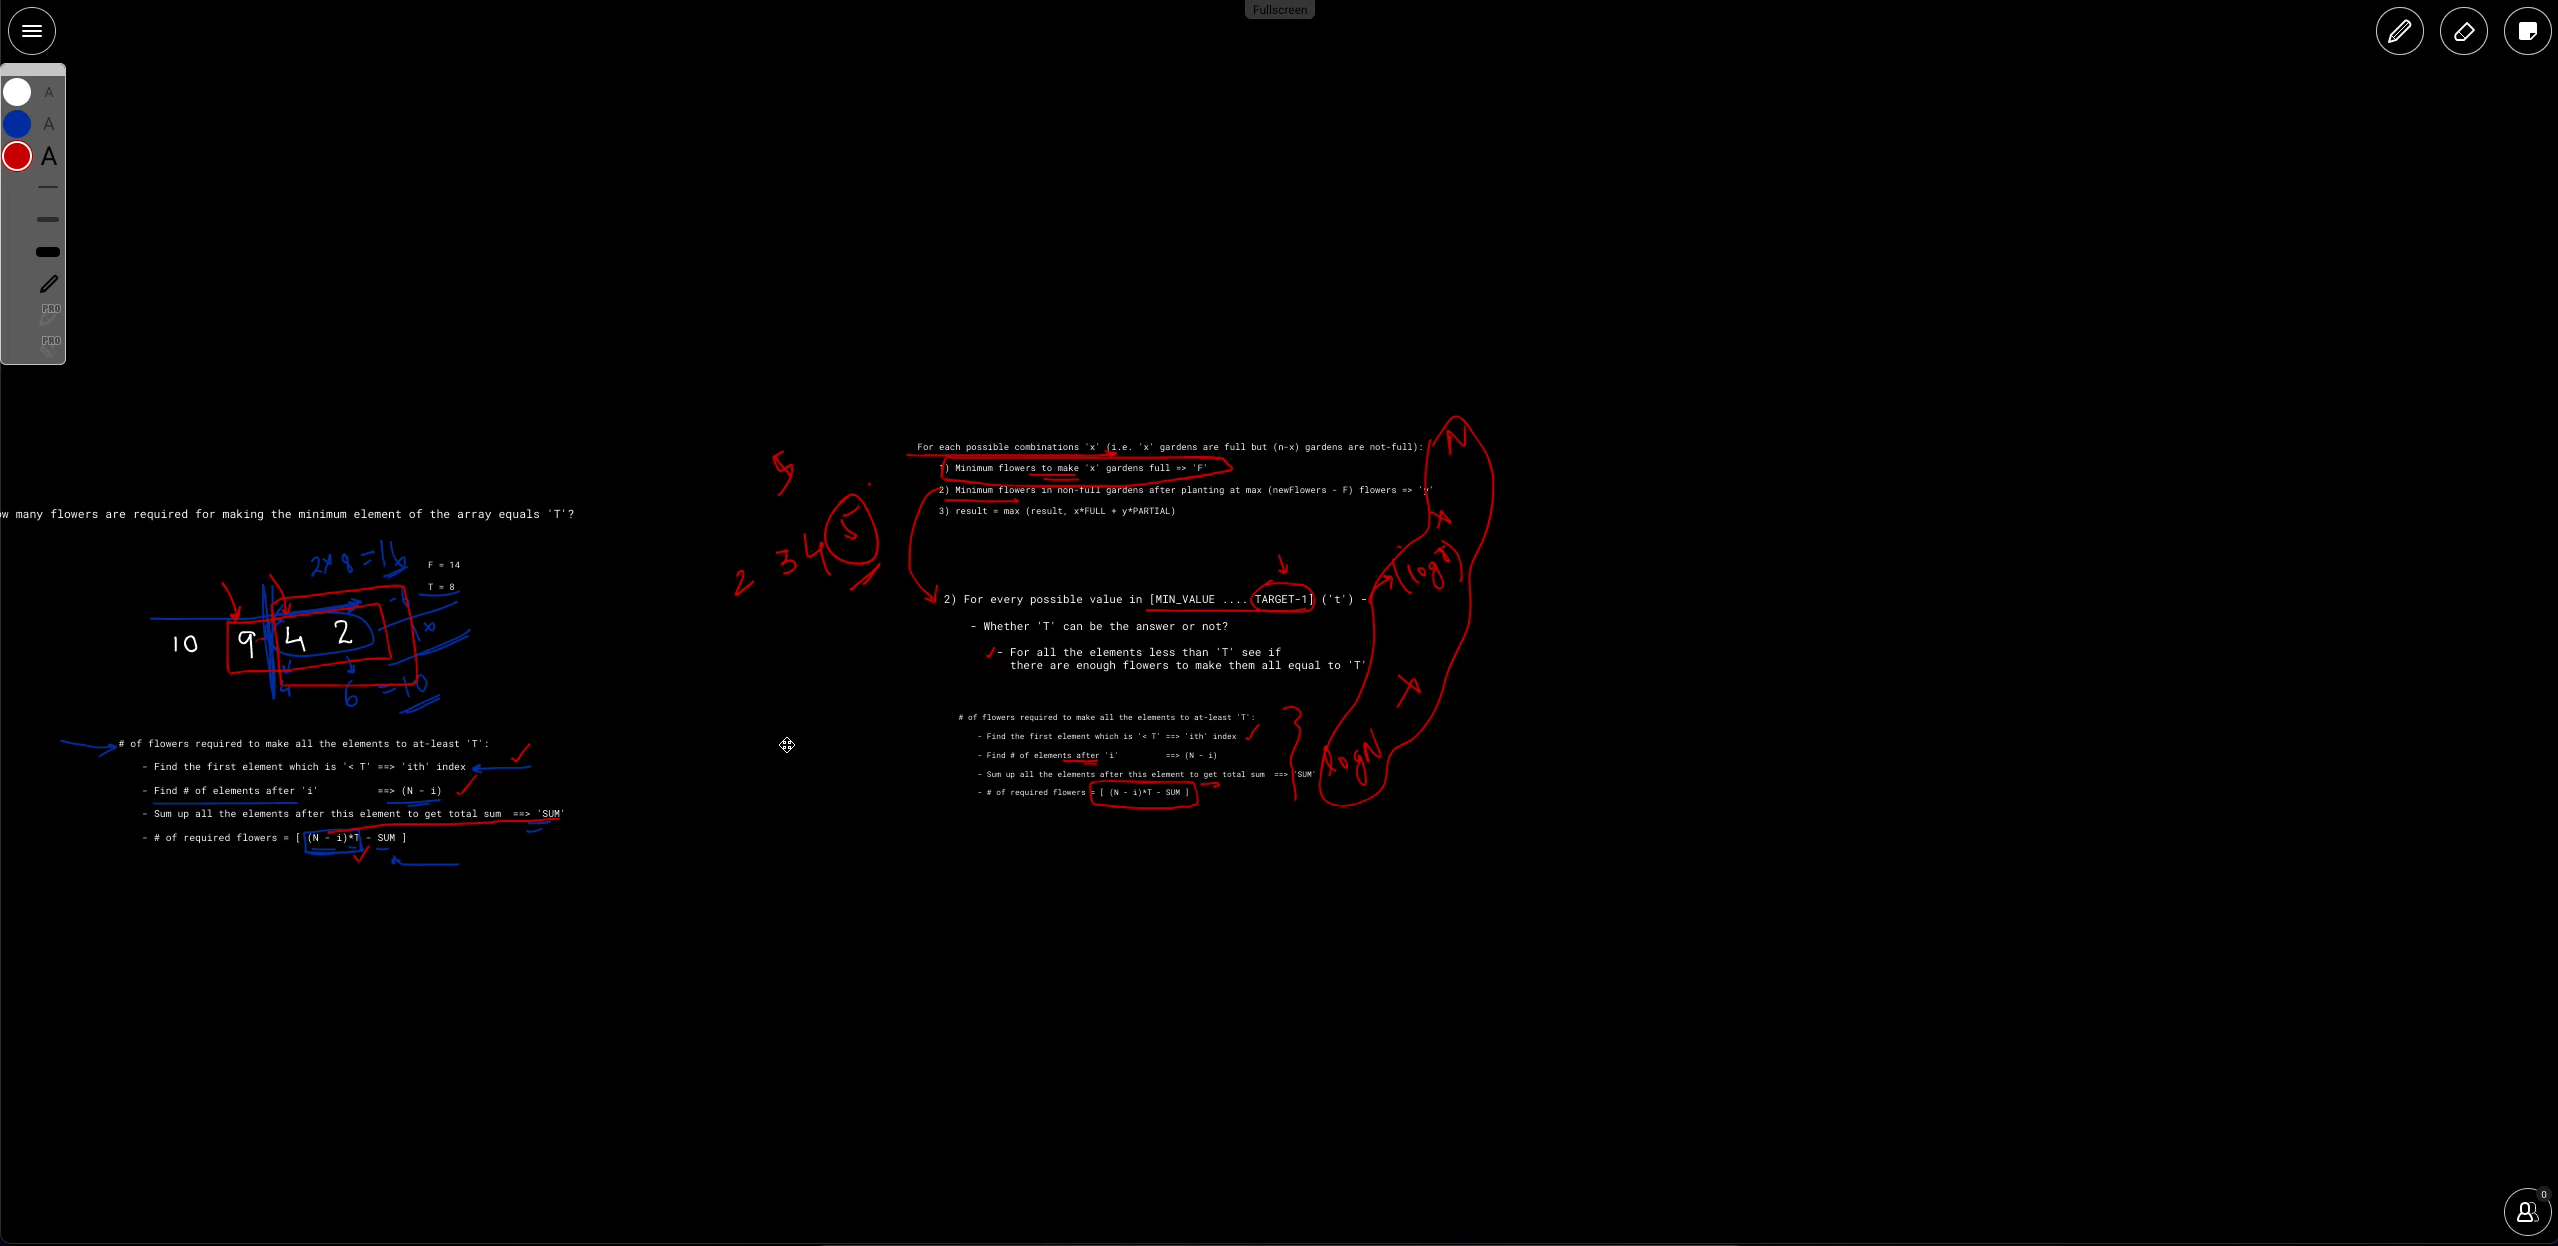 Fullscreen
A
A
A
PRO
PRO
ow many flowers are required for making the minimum element of the array equals 'T'?
2 * 8 = 16
F = 14
T = 8
10 9 4 2
4 6 = 10
# of flowers required to make all the elements to at-least 'T':
- Find the first element which is '< T' ==> 'ith' index
- Find # of elements after 'i' ==> (N - i)
- Sum up all the elements after this element to get total sum ==> 'SUM'
- # of required flowers = [ (N - i)*T - SUM ]
5
2 3 4 5
For each possible combinations 'x' (i.e. 'x' gardens are full but (n-x) gardens are not-full):
1) Minimum flowers to make 'x' gardens full => 'F'
2) Minimum flowers in non-full gardens after planting at max (newFlowers - F) flowers => 'y'
3) result = max (result, x*FULL + y*PARTIAL)
2) For every possible value in [MIN_VALUE .... TARGET-1] ('t') -
- Whether 'T' can be the answer or not?
- For all the elements less than 'T' see if
there are enough flowers to make them all equal to 'T'
# of flowers required to make all the elements to at-least 'T':
- Find the first element which is '< T' ==> 'ith' index
- Find # of elements after 'i' ==> (N - i)
- Sum up all the elements after this element to get total sum ==> 'SUM'
- # of required flowers = [ (N - i)*T - SUM ]
N
*
(log T)
*
logN
0